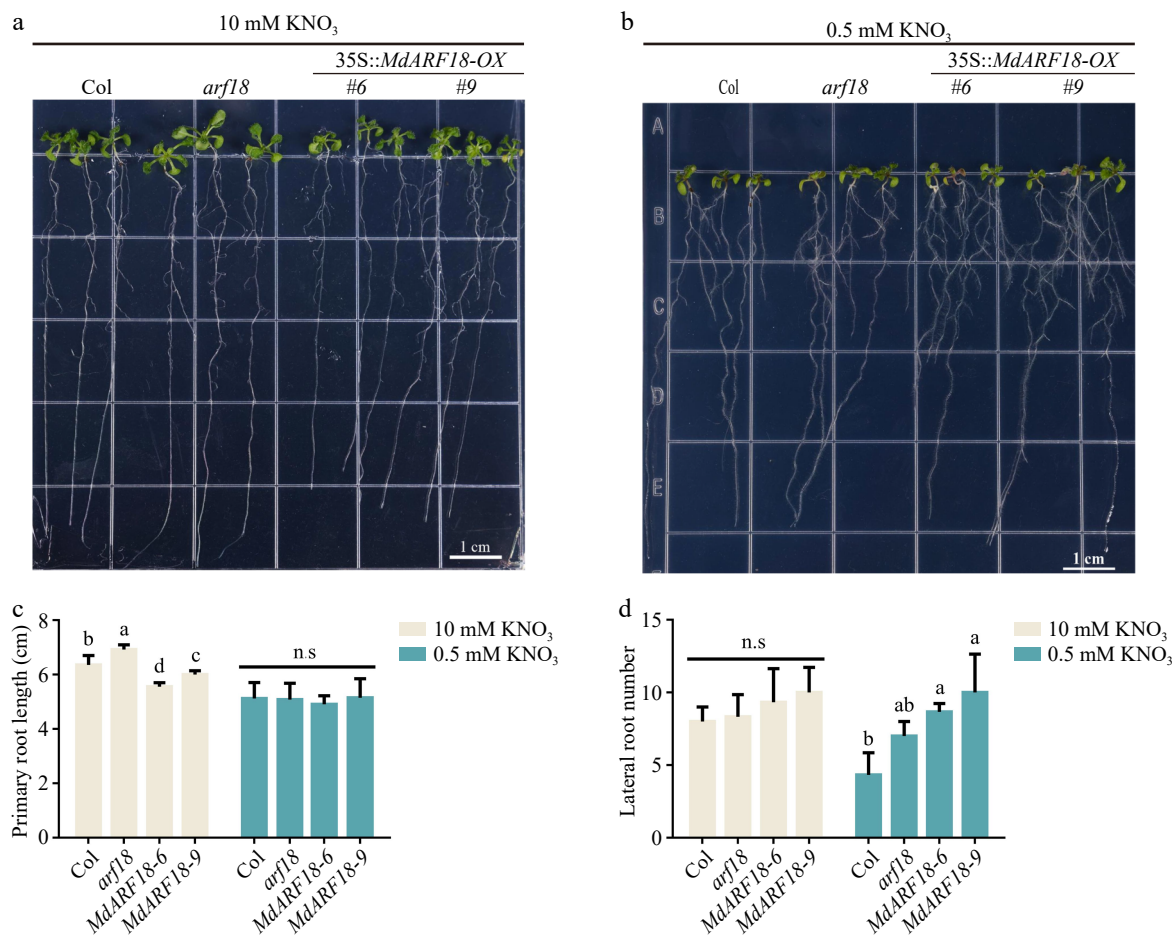 a
10 mM KNO₃
35S::MdARF18-OX
Col arf18 #6 #9
1 cm
b
0.5 mM KNO₃
35S::MdARF18-OX
Col arf18 #6 #9
A
B
C
D
E
1 cm
c
Primary root length (cm)
8
6
4
2
0
b a d c
n.s
10 mM KNO₃
0.5 mM KNO₃
Col arf18 MdARF18-6 MdARF18-9 Col arf18 MdARF18-6 MdARF18-9
d
Lateral root number
15
10
5
0
n.s
b ab a a
10 mM KNO₃
0.5 mM KNO₃
Col arf18 MdARF18-6 MdARF18-9 Col arf18 MdARF18-6 MdARF18-9